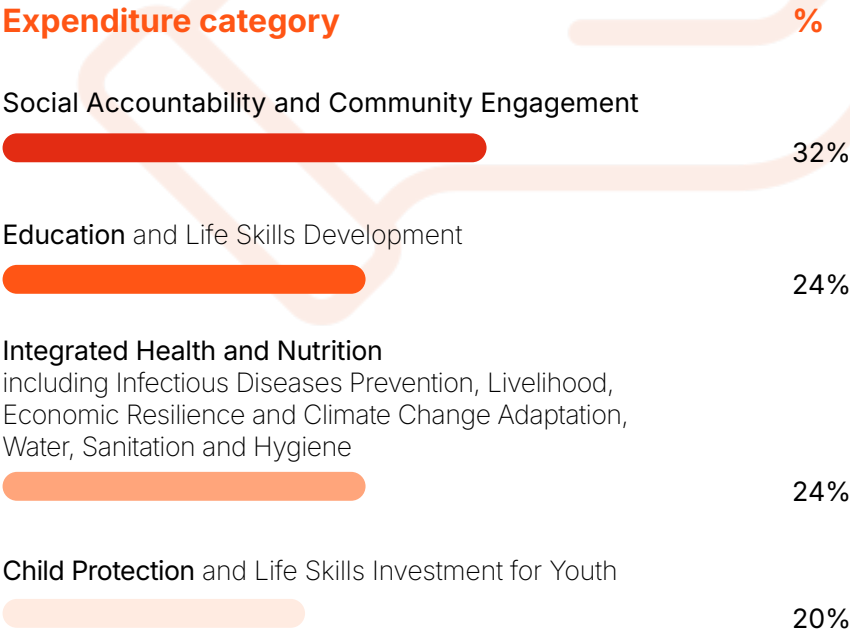 Expenditure category %
Social Accountability and Community Engagement
32%
Education and Life Skills Development
24%
Integrated Health and Nutrition
including Infectious Diseases Prevention, Livelihood,
Economic Resilience and Climate Change Adaptation,
Water, Sanitation and Hygiene
24%
Child Protection and Life Skills Investment for Youth
20%